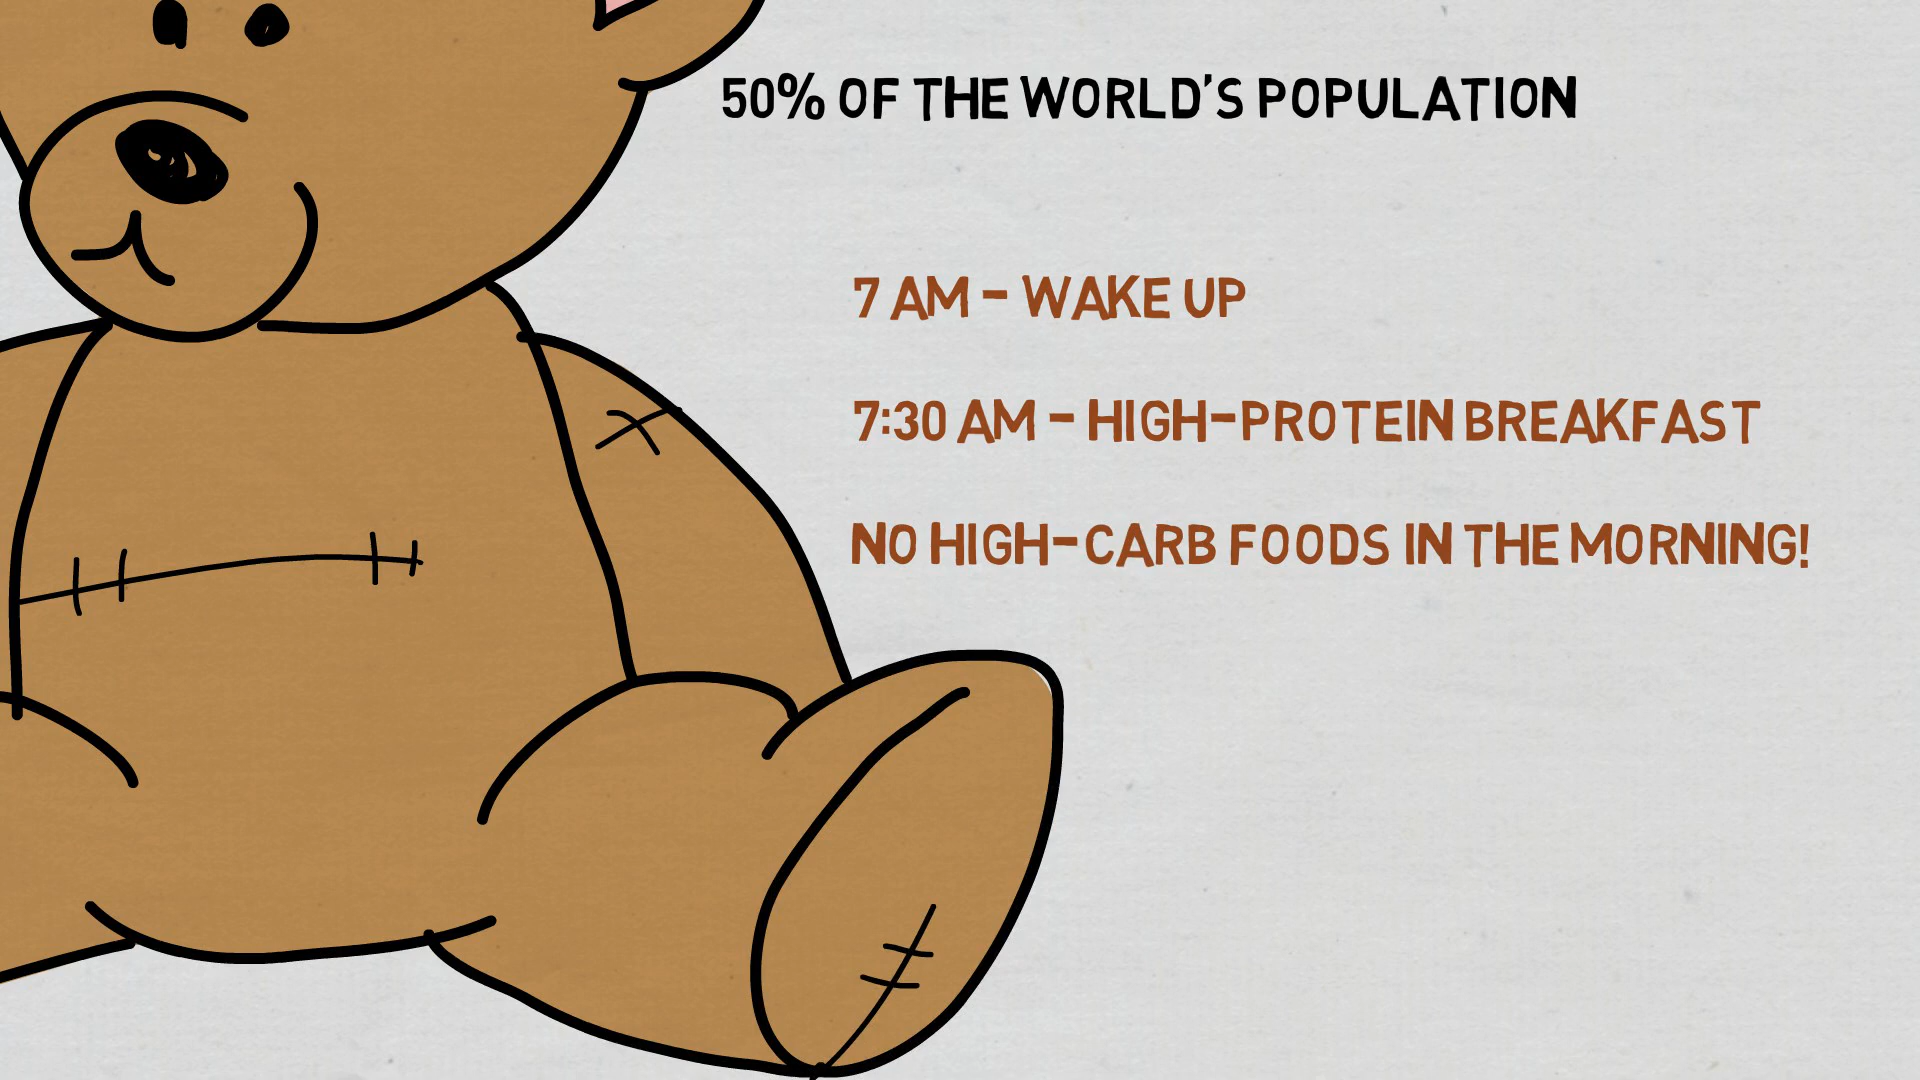 50% OF THE WORLD'S POPULATION
7 AM - WAKE UP
7:30 AM - HIGH-PROTEIN BREAKFAST
NO HIGH-CARB FOODS IN THE MORNING!